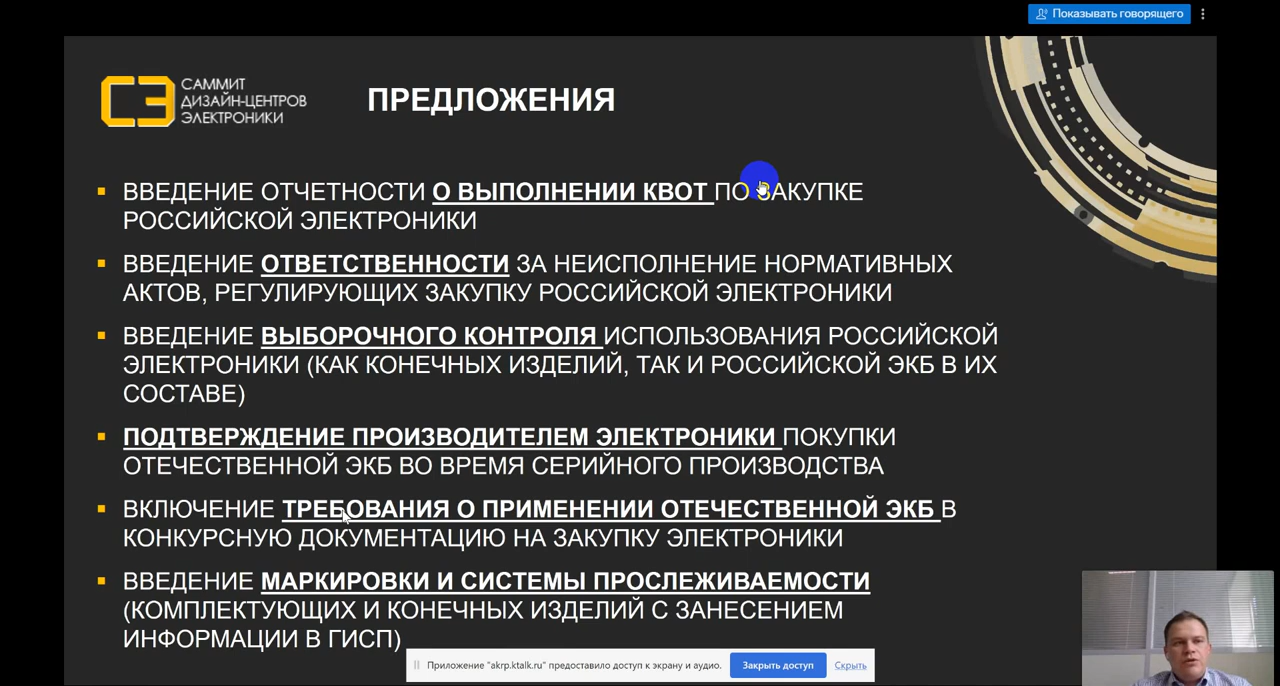 Показывать говорящего
САММИТ
ДИЗАЙН-ЦЕНТРОВ
ЭЛЕКТРОНИКИ
ПРЕДЛОЖЕНИЯ
ВВЕДЕНИЕ ОТЧЕТНОСТИ О ВЫПОЛНЕНИИ КВОТ ПО ЗАКУПКЕ
РОССИЙСКОЙ ЭЛЕКТРОНИКИ
ВВЕДЕНИЕ ОТВЕТСТВЕННОСТИ ЗА НЕИСПОЛНЕНИЕ НОРМАТИВНЫХ
АКТОВ, РЕГУЛИРУЮЩИХ ЗАКУПКУ РОССИЙСКОЙ ЭЛЕКТРОНИКИ
ВВЕДЕНИЕ ВЫБОРОЧНОГО КОНТРОЛЯ ИСПОЛЬЗОВАНИЯ РОССИЙСКОЙ
ЭЛЕКТРОНИКИ (КАК КОНЕЧНЫХ ИЗДЕЛИЙ, ТАК И РОССИЙСКОЙ ЭКБ В ИХ
СОСТАВЕ)
ПОДТВЕРЖДЕНИЕ ПРОИЗВОДИТЕЛЕМ ЭЛЕКТРОНИКИ ПОКУПКИ
ОТЕЧЕСТВЕННОЙ ЭКБ ВО ВРЕМЯ СЕРИЙНОГО ПРОИЗВОДСТВА
ВКЛЮЧЕНИЕ ТРЕБОВАНИЯ О ПРИМЕНЕНИИ ОТЕЧЕСТВЕННОЙ ЭКБ В
КОНКУРСНУЮ ДОКУМЕНТАЦИЮ НА ЗАКУПКУ ЭЛЕКТРОНИКИ
ВВЕДЕНИЕ МАРКИРОВКИ И СИСТЕМЫ ПРОСЛЕЖИВАЕМОСТИ
(КОМПЛЕКТУЮЩИХ И КОНЕЧНЫХ ИЗДЕЛИЙ С ЗАНЕСЕНИЕМ
ИНФОРМАЦИИ В ГИСП)
Приложение "akrp.ktalk.ru" предоставило доступ к экрану и аудио. Закрыть доступ Скрыть